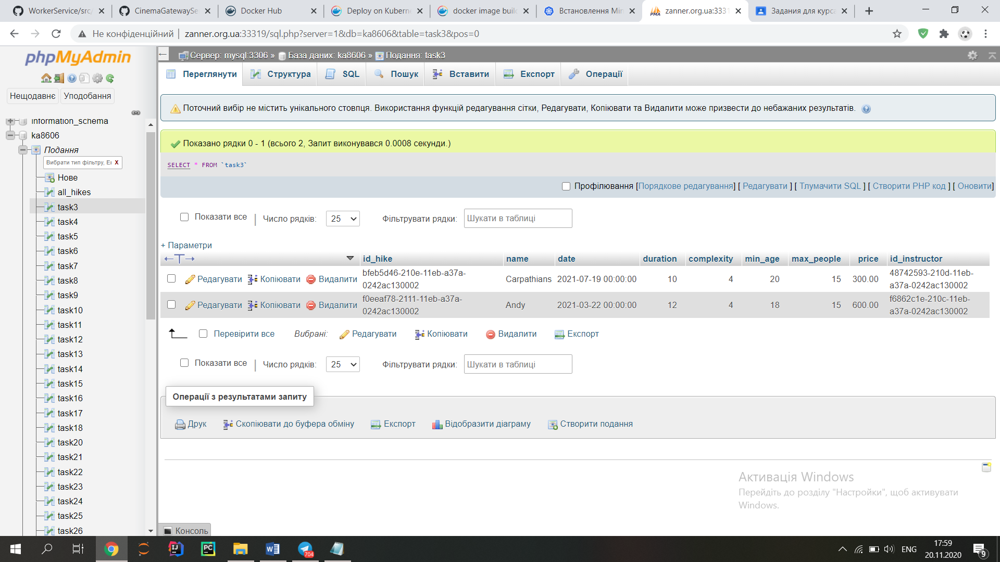 WorkerService/src/
CinemaGatewaySe
Docker Hub
Deploy on Kuberne
docker image buil
Встановлення Min
zanner.org.ua:3331
Задания для курса
Не конфіденційний
zanner.org.ua:33319/sql.php?server=1&db=ka8606&table=task3&pos=0
phpMyAdmin
Нещодавнє Уподобання
information_schema
ka8606
Подання
Вибрати тип фільтру, Ei X
Нове
all_hikes
task3
task4
task5
task6
task7
task8
task9
task10
task11
task12
task13
task14
task15
task16
task17
task18
task20
task21
task22
task23
task24
task25
task26
Сервер: mysql:3306 » База даних: ka8606 » Подання: task3
Переглянути Структура SQL Пошук Вставити Експорт Операції
Поточний вибір не містить унікального стовпця. Використання функцій редагування сітки, Редагувати, Копіювати та Видалити може призвести до небажаних результатів.
Показано рядки 0 - 1 (всього 2, Запит виконувався 0.0008 секунди.)
SELECT * FROM `task3`
Профілювання [Порядкове редагування] [ Редагувати ] [ Тлумачити SQL ] [ Створити PHP код ] [ Оновити]
Показати все | Число рядків: 25 Фільтрувати рядки: Шукати в таблиці
+ Параметри
←T→ id_hike name date duration complexity min_age max_people price id_instructor
Редагувати Копіювати Видалити bfeb5d46-210e-11eb-a37a-0242ac130002 Carpathians 2021-07-19 00:00:00 10 4 20 15 300.00 48742593-210d-11eb-a37a-0242ac130002
Редагувати Копіювати Видалити f0eeaf78-2111-11eb-a37a-0242ac130002 Andy 2021-03-22 00:00:00 12 4 18 15 600.00 f6862c1e-210c-11eb-a37a-0242ac130002
Перевірити все Вибрані: Редагувати Копіювати Видалити Експорт
Показати все | Число рядків: 25 Фільтрувати рядки: Шукати в таблиці
Операції з результатами запиту
Друк Скопіювати до буфера обміну Експорт Відобразити діаграму Створити подання
Активація Windows
Перейдіть до розділу "Настройки", щоб активувати
Windows.
Консоль
704
ENG
17:59
20.11.2020
9